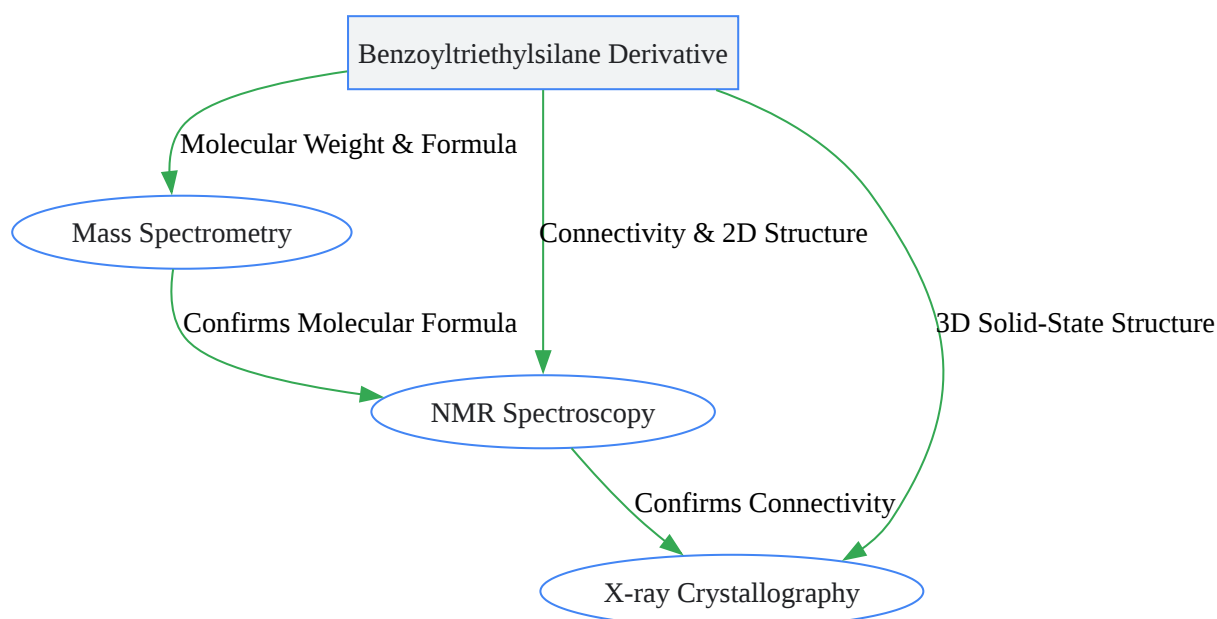 Benzoyltriethylsilane Derivative
Molecular Weight & Formula
Mass Spectrometry
Connectivity & 2D Structure
Confirms Molecular Formula
3D Solid-State Structure
NMR Spectroscopy
Confirms Connectivity
X-ray Crystallography